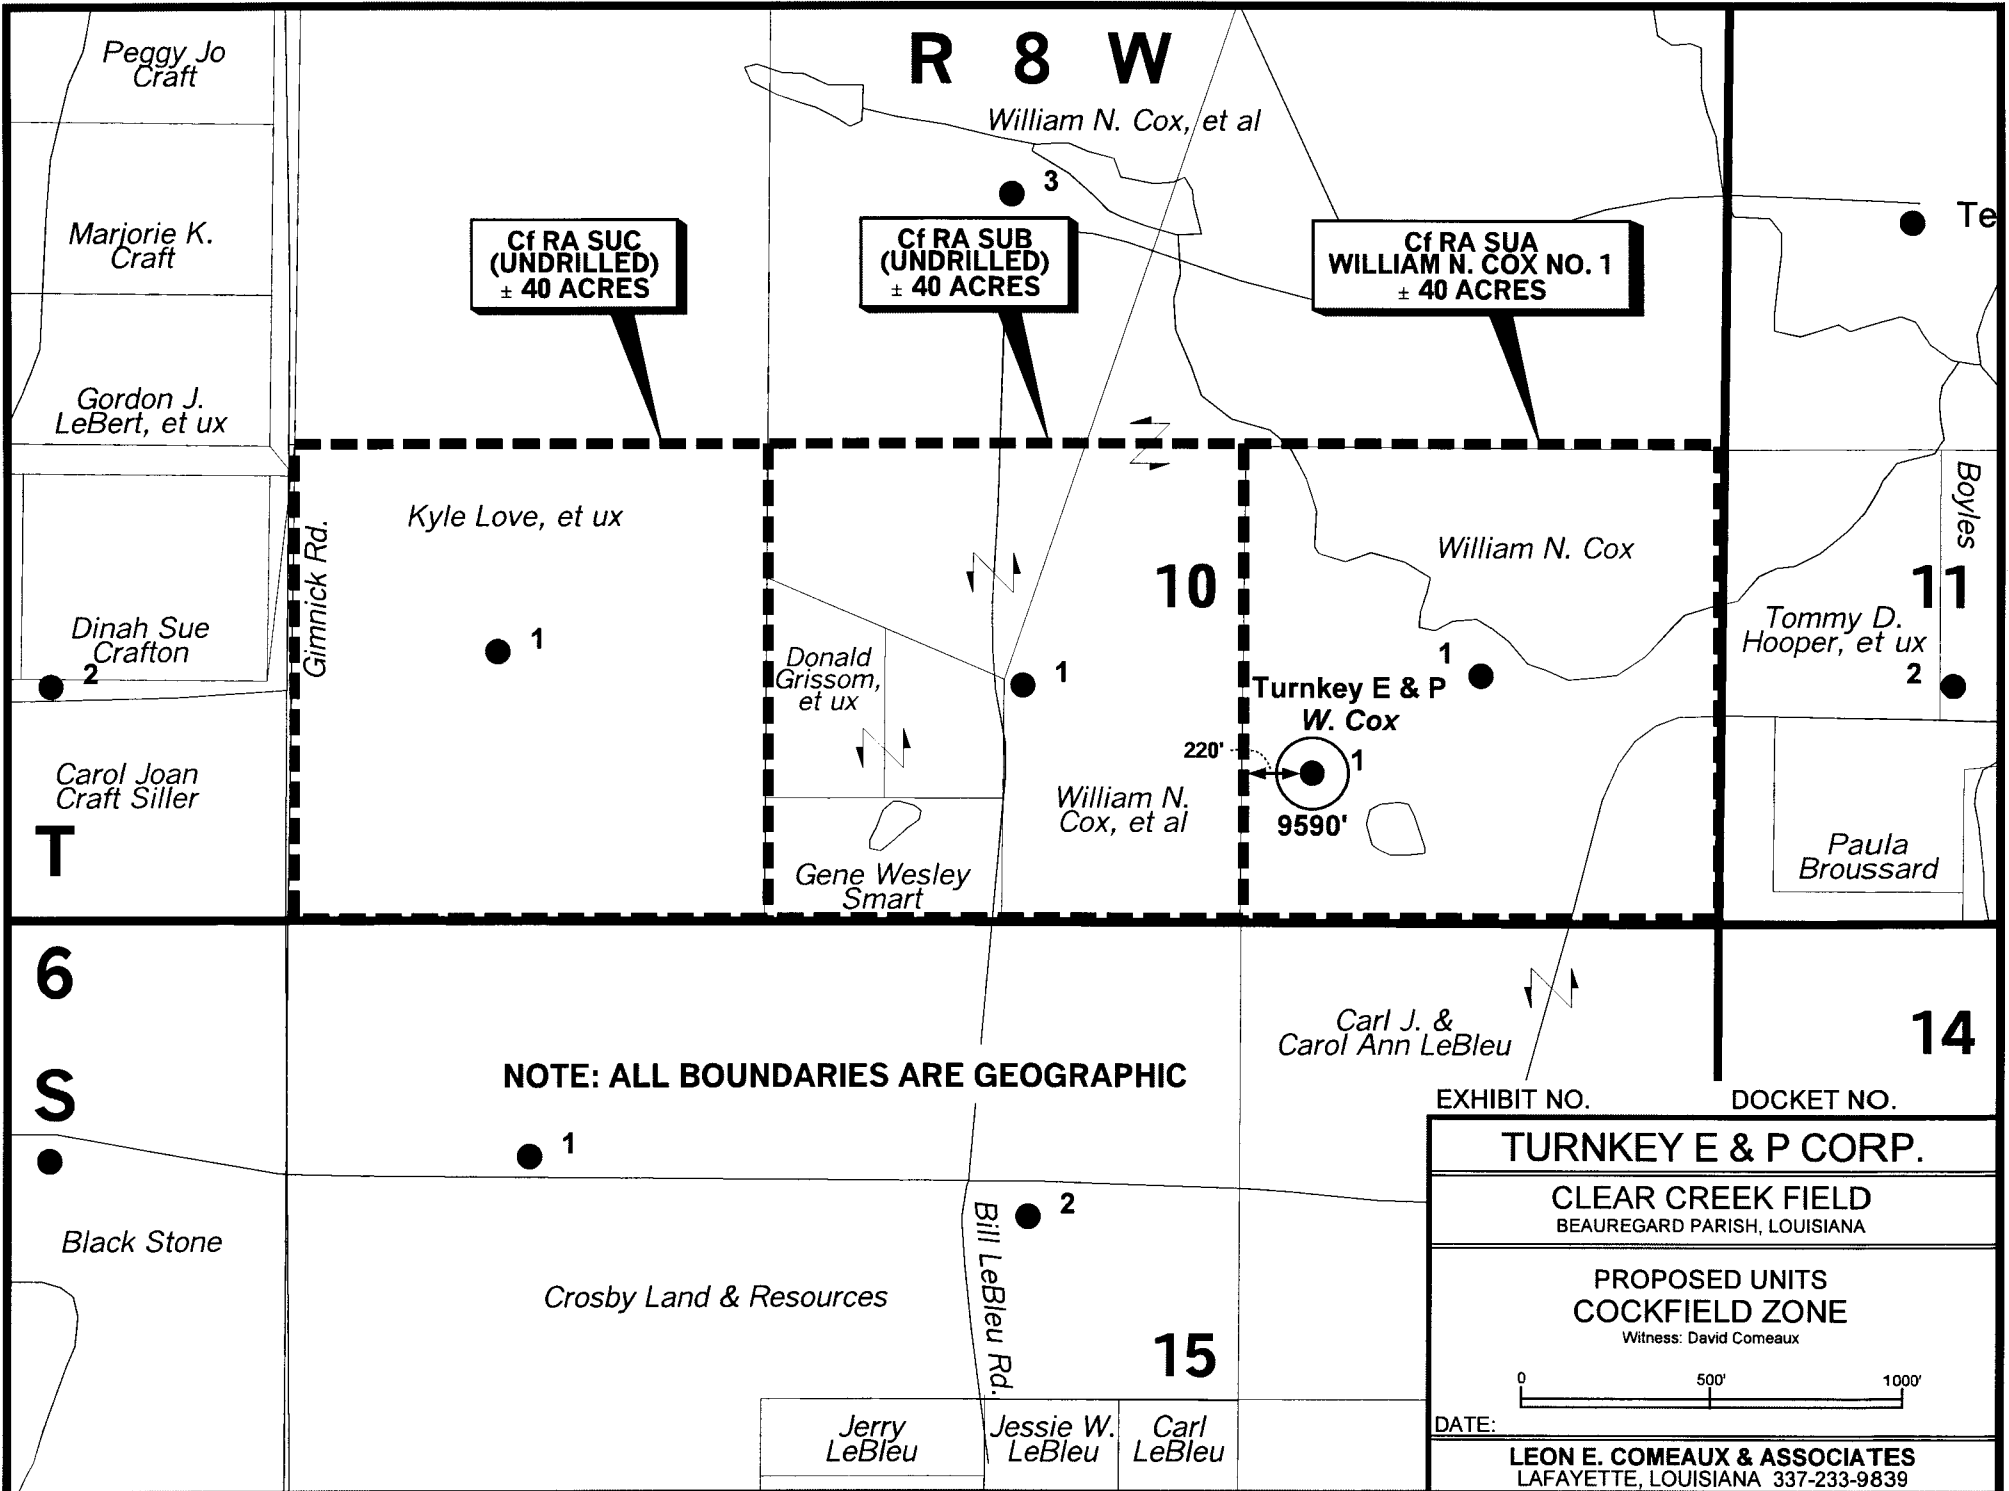 R 8 W
Peggy Jo
Craft
William N. Cox, et al
3
Te
Marjorie K.
Craft
Cf RA SUC
(UNDRILLED)
± 40 ACRES
Cf RA SUB
(UNDRILLED)
± 40 ACRES
Cf RA SUA
WILLIAM N. COX NO. 1
± 40 ACRES
Gordon J.
LeBert, et ux
Gimnick Rd.
Kyle Love, et ux
10
William N. Cox
Boyles
11
Dinah Sue
Crafton
2
1
Donald
Grissom,
et ux
1
1
Tommy D.
Hooper, et ux
2
Turnkey E & P
W. Cox
220'
1
9590'
Carol Joan
Craft Siller
T
William N.
Cox, et al
Gene Wesley
Smart
Paula
Broussard
6
S
Carl J. &
Carol Ann LeBleu
14
NOTE: ALL BOUNDARIES ARE GEOGRAPHIC
1
2
Black Stone
Crosby Land & Resources
Bill LeBleu Rd.
15
Jerry
LeBleu
Jessie W.
LeBleu
Carl
LeBleu
EXHIBIT NO.
DOCKET NO.
TURNKEY E & P CORP.
CLEAR CREEK FIELD
BEAUREGARD PARISH, LOUISIANA
PROPOSED UNITS
COCKFIELD ZONE
Witness: David Comeaux
0 500' 1000'
DATE:
LEON E. COMEAUX & ASSOCIATES
LAFAYETTE, LOUISIANA 337-233-9839